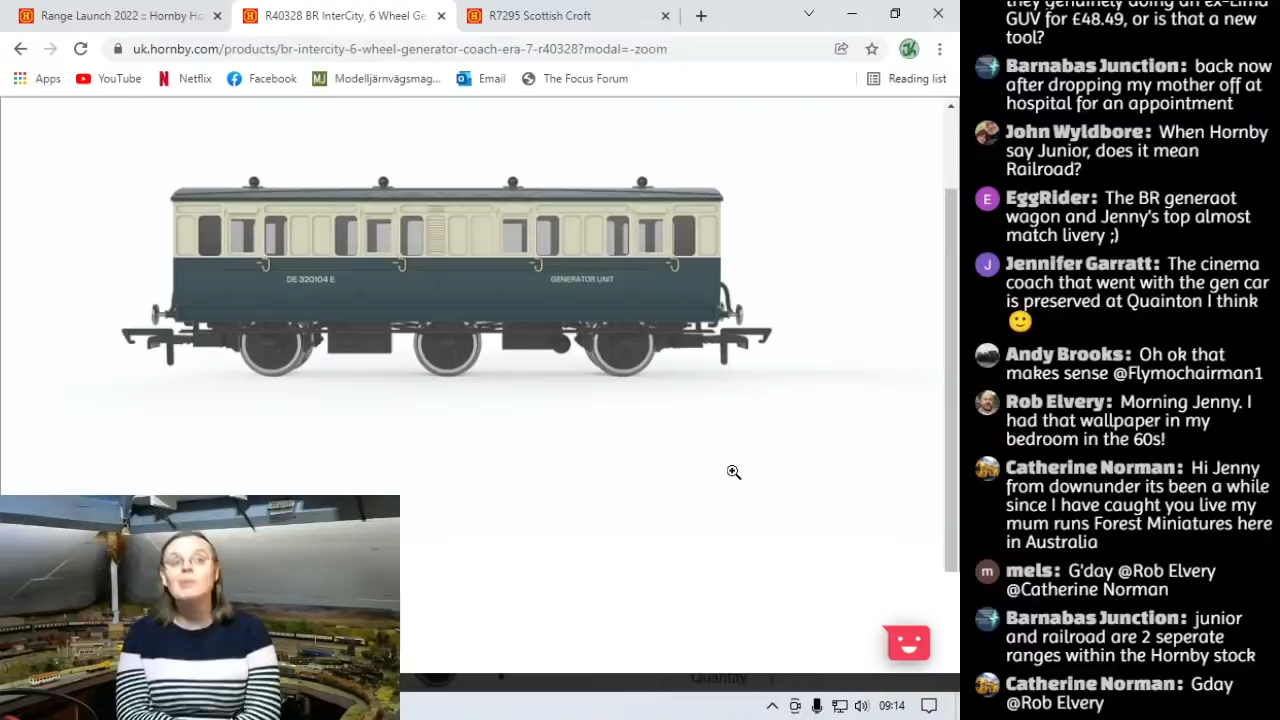 Range Launch 2022 :: Hornby Ho
R40328 BR InterCity, 6 Wheel Ge
R7295 Scottish Croft
uk.hornby.com/products/br-intercity-6-wheel-generator-coach-era-7-r40328?modal=-zoom
Apps YouTube Netflix Facebook Modelljärnvägsmag... Email The Focus Forum Reading list
DE 320104 E GENERATOR UNIT
Quantity
09:14
they genuinely doing an ex-Lima
GUV for £48.49, or is that a new
tool?
Barnabas Junction: back now
after dropping my mother off at
hospital for an appointment
John Wyldbore: When Hornby
say Junior, does it mean
Railroad?
E EggRider: The BR generaot
wagon and Jenny's top almost
match livery ;)
J Jennifer Garratt: The cinema
coach that went with the gen car
is preserved at Quainton I think
Andy Brooks: Oh ok that
makes sense @Flymochairman1
Rob Elvery: Morning Jenny. I
had that wallpaper in my
bedroom in the 60s!
Catherine Norman: Hi Jenny
from downunder its been a while
since I have caught you live my
mum runs Forest Miniatures here
in Australia
m mels: G'day @Rob Elvery
@Catherine Norman
Barnabas Junction: junior
and railroad are 2 seperate
ranges within the Hornby stock
Catherine Norman: Gday
@Rob Elvery